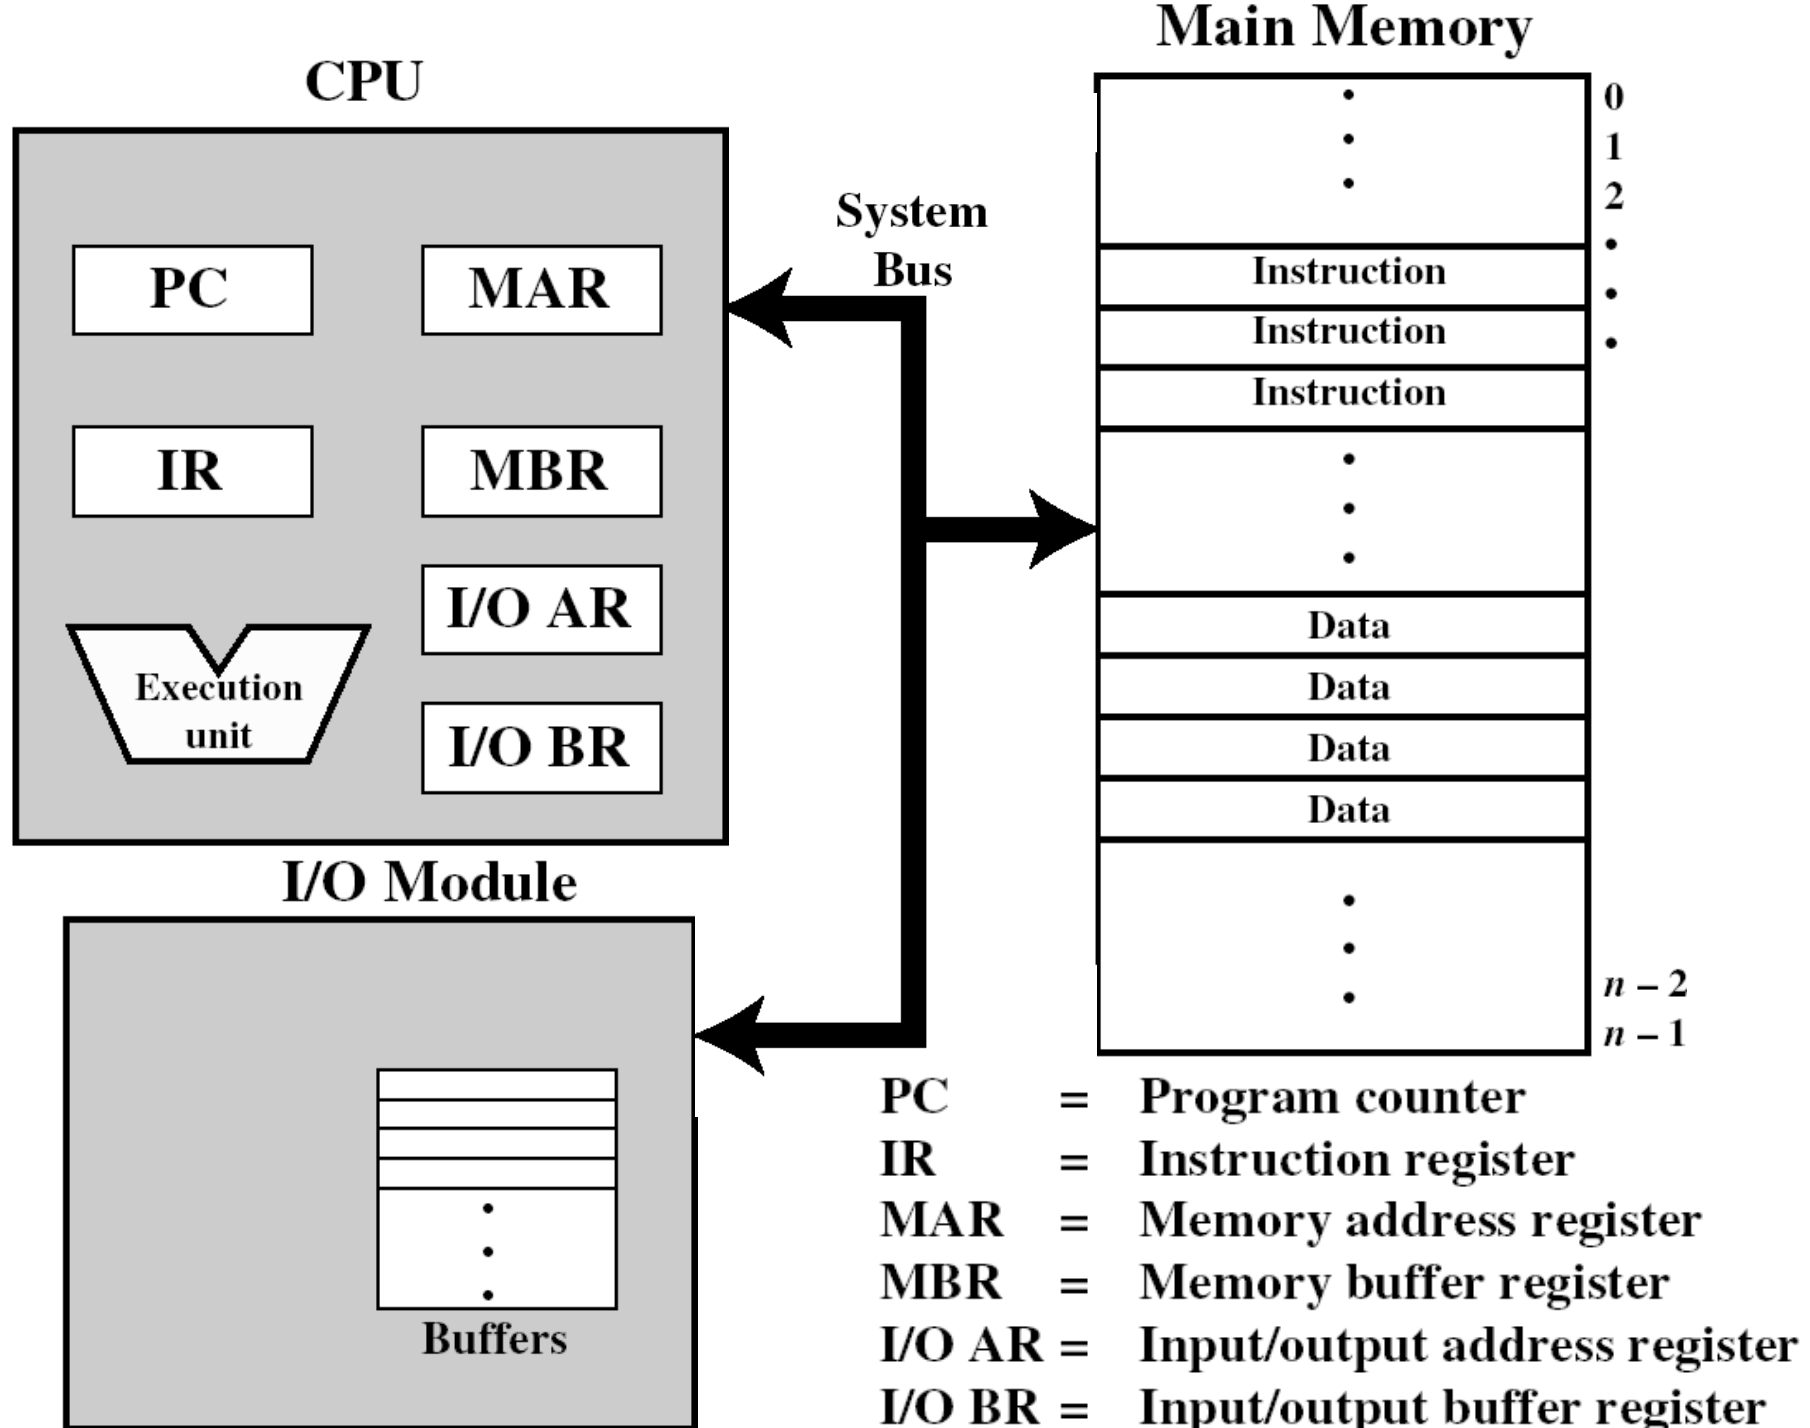 CPU
PC
MAR
IR
MBR
I/O AR
Execution
unit
I/O BR
System
Bus
Main Memory
0
1
2
Instruction
Instruction
Instruction
Data
Data
Data
Data
n – 2
n – 1
I/O Module
Buffers
PC = Program counter
IR = Instruction register
MAR = Memory address register
MBR = Memory buffer register
I/O AR = Input/output address register
I/O BR = Input/output buffer register